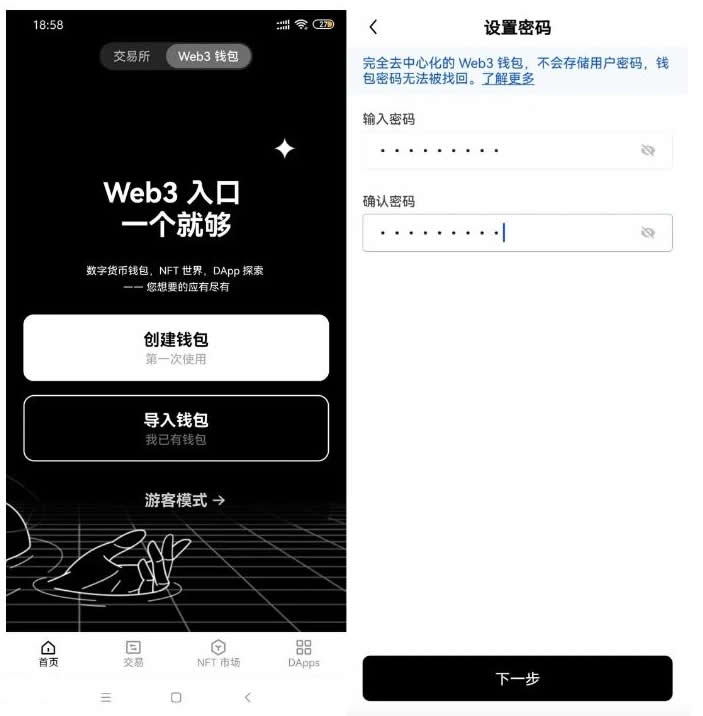 18:58
27
交易所
Web3 钱包
Web3 入口
一个就够
数字货币钱包，NFT 世界，DApp 探索
—— 您想要的应有尽有
创建钱包
第一次使用
导入钱包
我已有钱包
游客模式 →
首页
交易
NFT 市场
DApps
设置密码
完全去中心化的 Web3 钱包，不会存储用户密码，钱
包密码无法被找回。了解更多
输入密码
• • • • • • • • •
确认密码
• • • • • • • • •
下一步